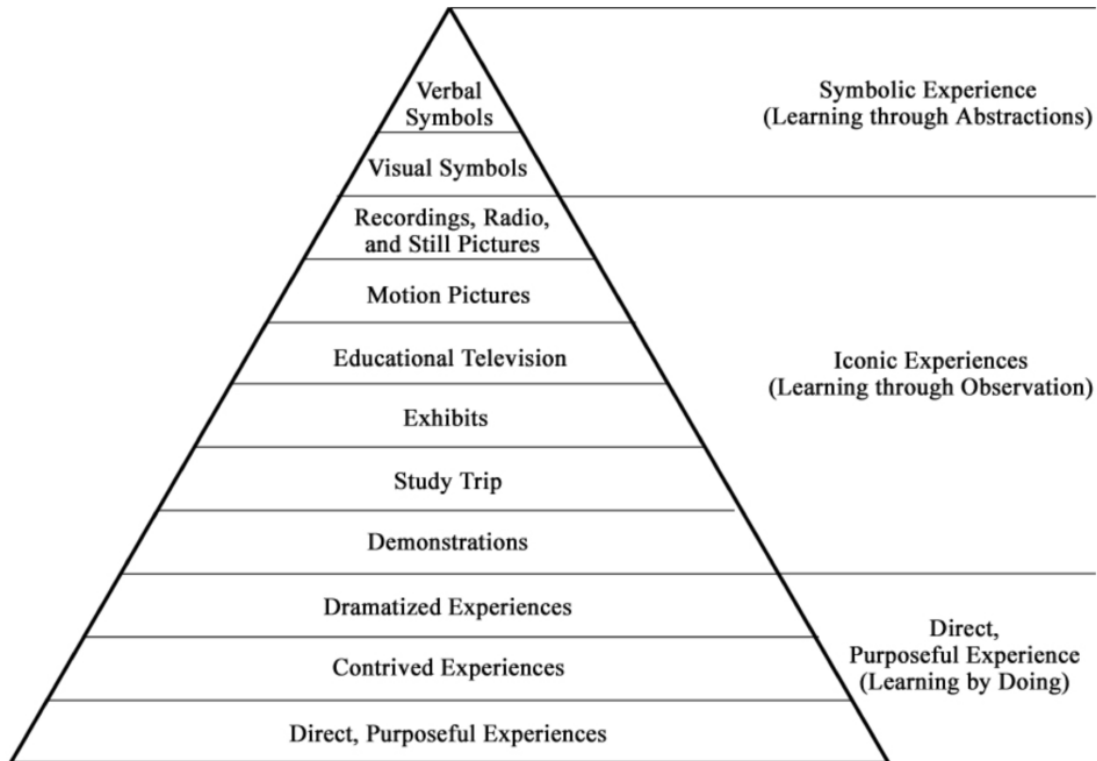 Verbal
Symbols
Visual Symbols
Recordings, Radio,
and Still Pictures
Motion Pictures
Educational Television
Exhibits
Study Trip
Demonstrations
Dramatized Experiences
Contrived Experiences
Direct, Purposeful Experiences
Symbolic Experience
(Learning through Abstractions)
Iconic Experiences
(Learning through Observation)
Direct,
Purposeful Experience
(Learning by Doing)